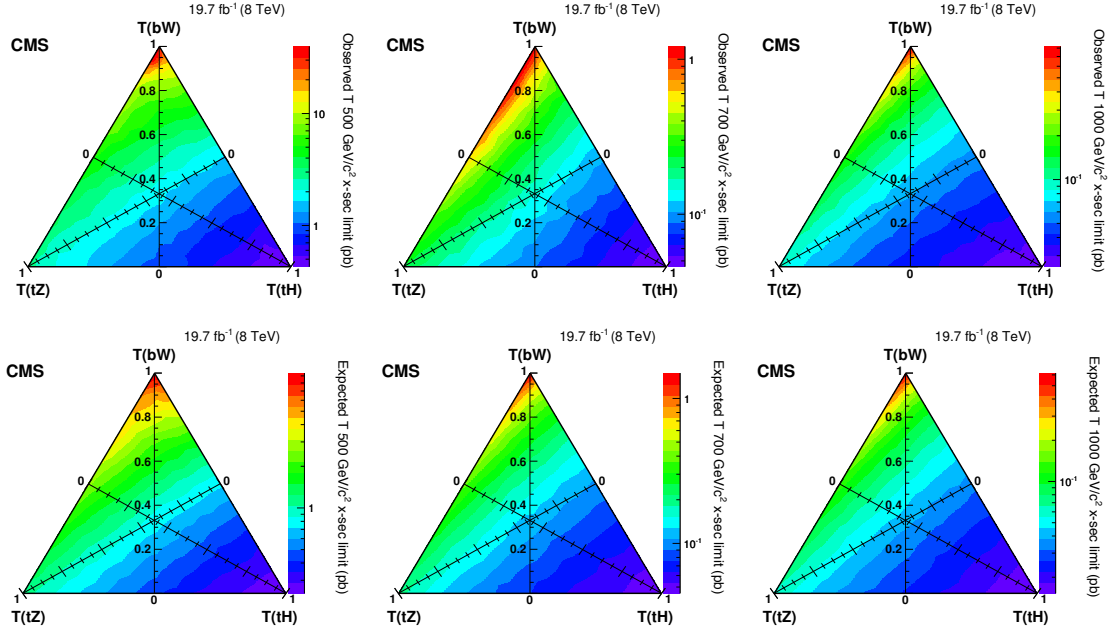 19.7 fb⁻¹ (8 TeV)
CMS
T(bW)
1
0.8
0.6
0.4
0.2
0
0
0
1
1
T(tZ)
T(tH)
10
1
Observed T 500 GeV/c² x-sec limit (pb)
19.7 fb⁻¹ (8 TeV)
CMS
T(bW)
1
0.8
0.6
0.4
0.2
0
0
0
1
1
T(tZ)
T(tH)
1
10⁻¹
Observed T 700 GeV/c² x-sec limit (pb)
19.7 fb⁻¹ (8 TeV)
CMS
T(bW)
1
0.8
0.6
0.4
0.2
0
0
0
1
1
T(tZ)
T(tH)
10⁻¹
Observed T 1000 GeV/c² x-sec limit (pb)
19.7 fb⁻¹ (8 TeV)
CMS
T(bW)
1
0.8
0.6
0.4
0.2
0
0
0
1
1
T(tZ)
T(tH)
1
Expected T 500 GeV/c² x-sec limit (pb)
19.7 fb⁻¹ (8 TeV)
CMS
T(bW)
1
0.8
0.6
0.4
0.2
0
0
0
1
1
T(tZ)
T(tH)
1
10⁻¹
Expected T 700 GeV/c² x-sec limit (pb)
19.7 fb⁻¹ (8 TeV)
CMS
T(bW)
1
0.8
0.6
0.4
0.2
0
0
0
1
1
T(tZ)
T(tH)
10⁻¹
Expected T 1000 GeV/c² x-sec limit (pb)